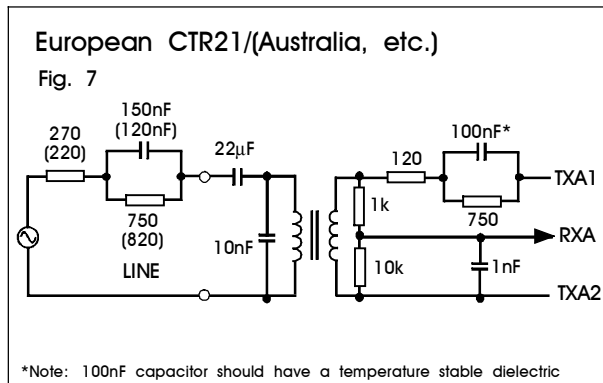 European CTR21/(Australia, etc.)
Fig. 7
150nF
(120nF)
270
(220)
22µF
100nF*
120
TXA1
750
(820)
1k
750
10nF
RXA
LINE
10k
1nF
TXA2
*Note: 100nF capacitor should have a temperature stable dielectric